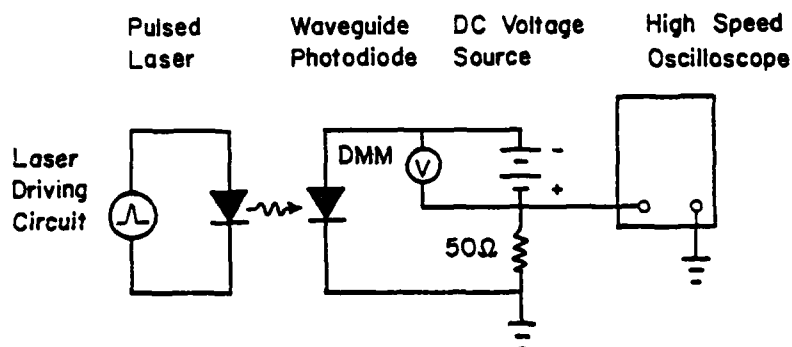 Pulsed
Laser
Waveguide
Photodiode
DC Voltage
Source
High Speed
Oscilloscope
Laser
Driving
Circuit
DMM
V
-
+
50Ω